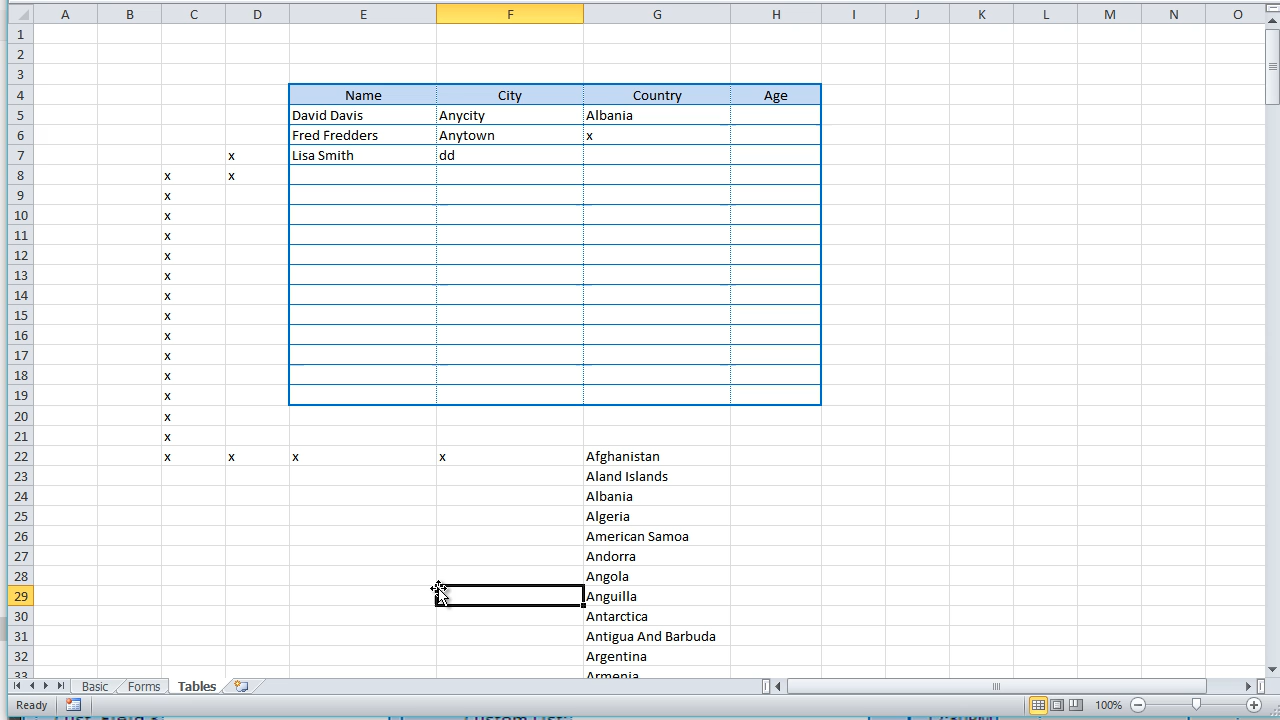 A B C D E F G H I J K L M N O
1
2
3
4 Name City Country Age
5 David Davis Anycity Albania
6 Fred Fredders Anytown x
7 x Lisa Smith dd
8 x x
9 x
10 x
11 x
12 x
13 x
14 x
15 x
16 x
17 x
18 x
19 x
20 x
21 x
22 x x x x Afghanistan
23 Aland Islands
24 Albania
25 Algeria
26 American Samoa
27 Andorra
28 Angola
29 Anguilla
30 Antarctica
31 Antigua And Barbuda
32 Argentina
33 Armenia
Basic Forms Tables
Ready 100%